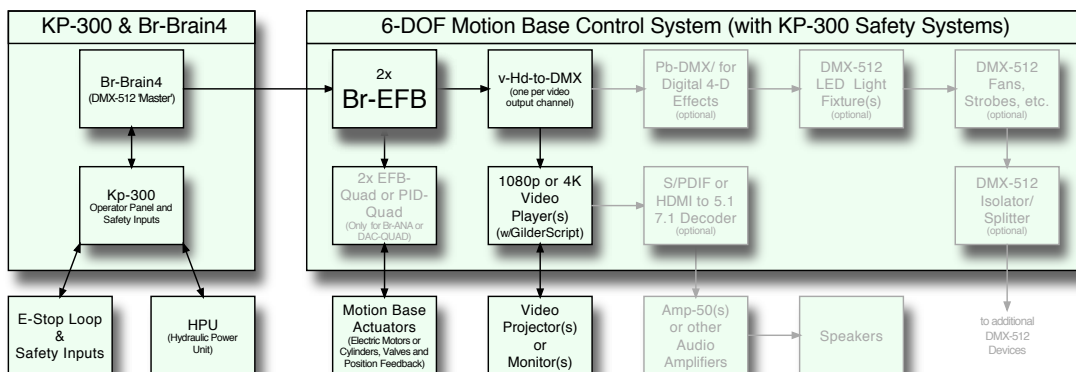 KP-300 & Br-Brain4
6-DOF Motion Base Control System (with KP-300 Safety Systems)
Br-Brain4
(DMX-512 'Master')
2x
Br-EFB
v-Hd-to-DMX
(one per video
output channel)
Pb-DMX/ for
Digital 4-D
Effects
(optional)
DMX-512
LED Light
Fixture(s)
(optional)
DMX-512
Fans,
Strobes, etc.
(optional)
Kp-300
Operator Panel and
Safety Inputs
2x EFB-
Quad or PID-
Quad
(Only for Br-ANA or
DAC-QUAD)
1080p or 4K
Video
Player(s)
(w/GilderScript)
S/PDIF or
HDMI to 5.1
7.1 Decoder
(optional)
DMX-512
Isolator/
Splitter
(optional)
E-Stop Loop
&
Safety Inputs
HPU
(Hydraulic Power
Unit)
Motion Base
Actuators
(Electric Motors or
Cylinders, Valves and
Position Feedback)
Video
Projector(s)
or
Monitor(s)
Amp-50(s)
or other
Audio
Amplifiers
Speakers
to additional
DMX-512
Devices